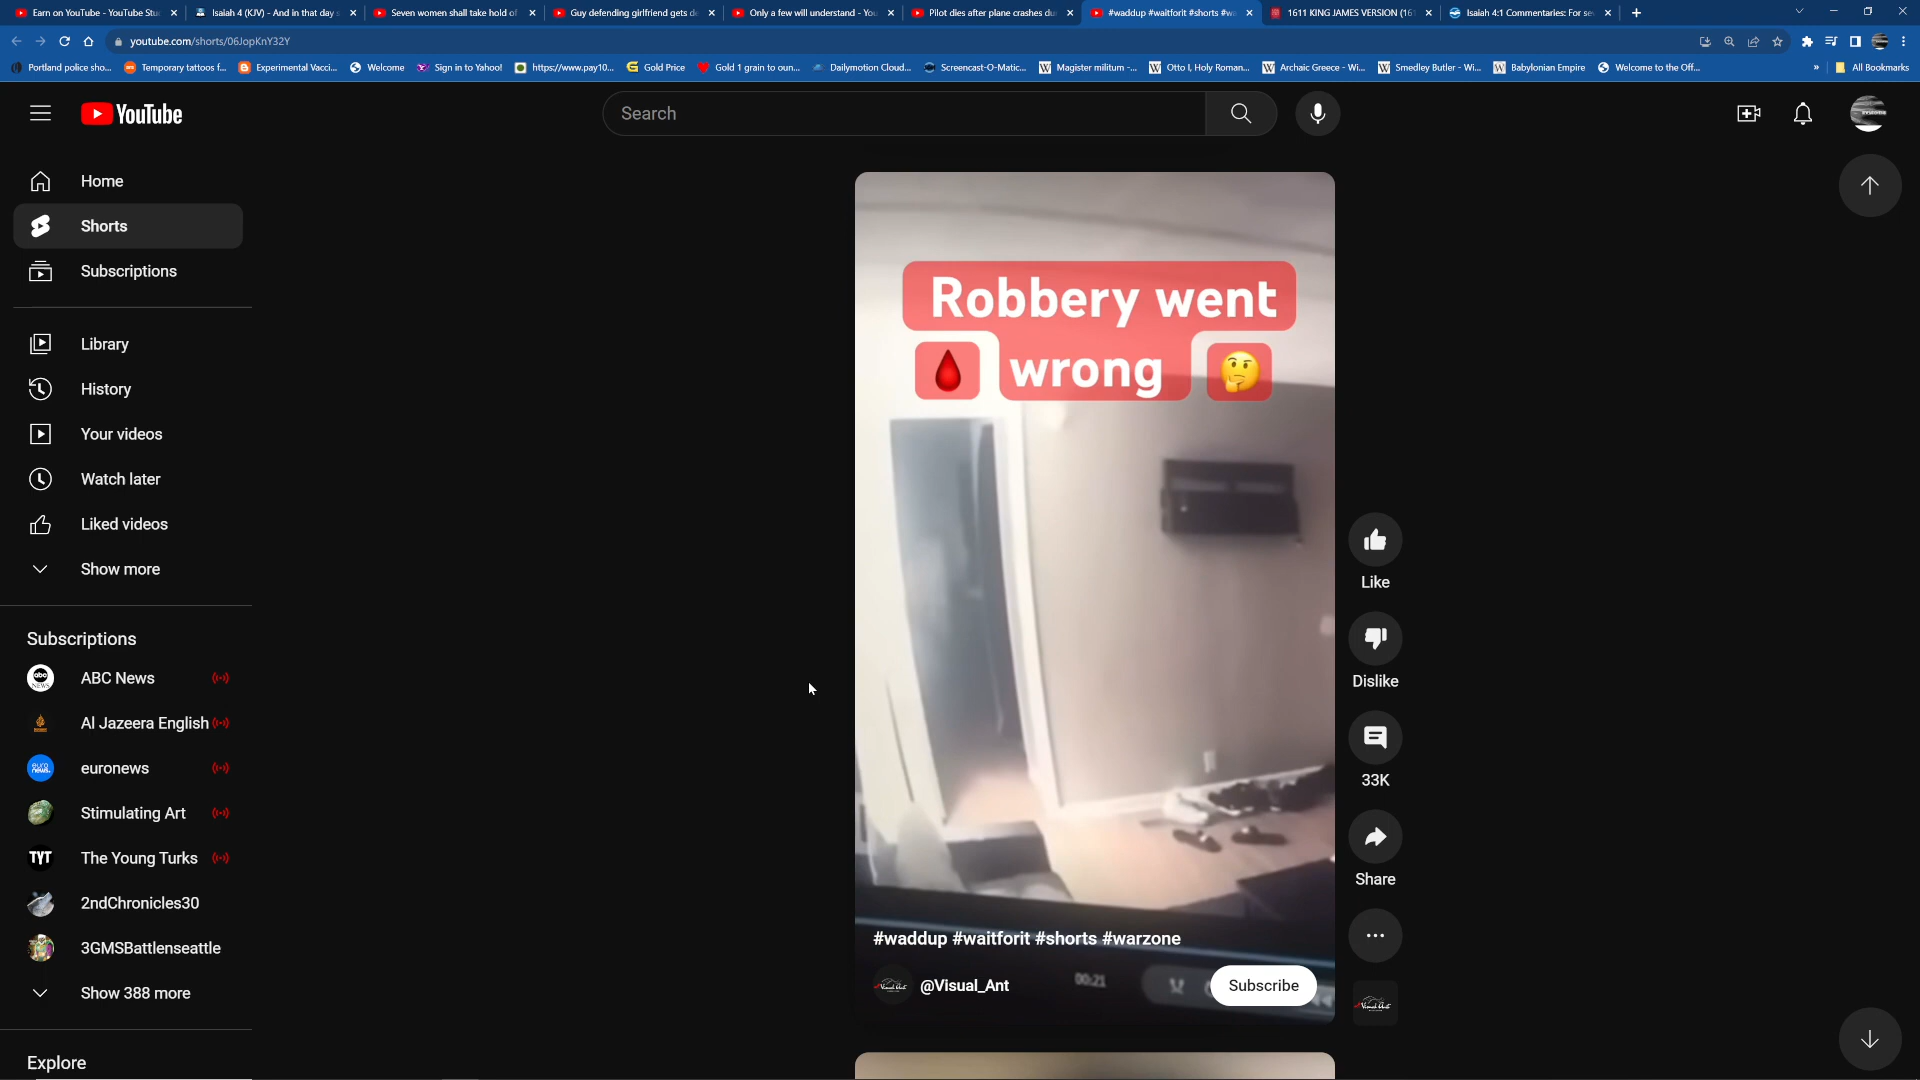 Earn on YouTube - YouTube Stu
Isaiah 4 (KJV) - And in that day s
Seven women shall take hold of
Guy defending girlfriend gets de
Only a few will understand - You
Pilot dies after plane crashes du
#waddup #waitforit #shorts #wa
1611 KING JAMES VERSION (161
Isaiah 4:1 Commentaries: For sev
youtube.com/shorts/06JopKnY32Y
Portland police sho...
Temporary tattoos f...
Experimental Vacci...
Welcome
Sign in to Yahoo!
https://www.pay10...
Gold Price
Gold 1 grain to oun...
Dailymotion Cloud...
Screencast-O-Matic...
Magister militum -...
Otto I, Holy Roman...
Archaic Greece - Wi...
Smedley Butler - Wi...
Babylonian Empire
Welcome to the Off...
»
All Bookmarks
YouTube
Search
Home
Shorts
Subscriptions
Library
History
Your videos
Watch later
Liked videos
Show more
Subscriptions
ABC News
Al Jazeera English
euronews
Stimulating Art
TYT The Young Turks
2ndChronicles30
3GMSBattlenseattle
Show 388 more
Explore
Robbery went
wrong
#waddup #waitforit #shorts #warzone
@Visual_Ant
00:21
Subscribe
Like
Dislike
33K
Share